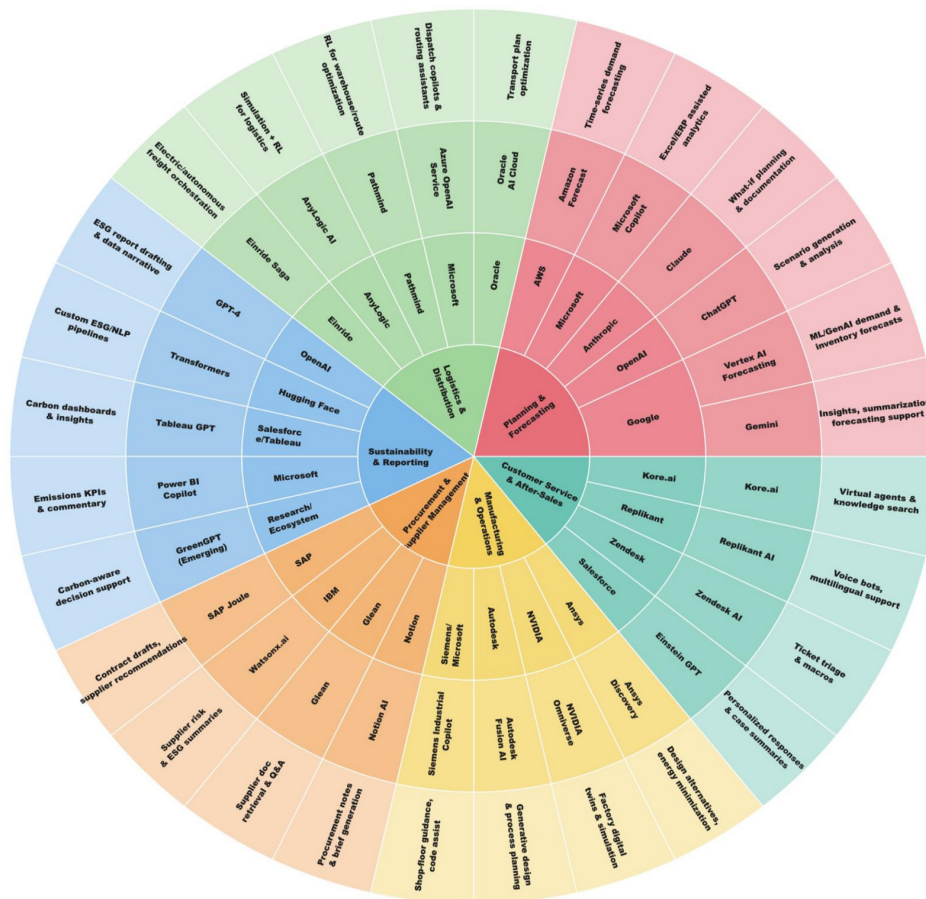 Logistics &
Distribution
Einride
AnyLogic
Pathmind
Microsoft
Oracle
Einride Saga
AnyLogic AI
Pathmind
Azure OpenAI
Service
Oracle
AI Cloud
Electric/autonomous
freight orchestration
Simulation + RL
for logistics
RL for warehouse/route
optimization
Dispatch copilots &
routing assistants
Transport plan
optimization
Planning &
Forecasting
AWS
Microsoft
Anthropic
OpenAI
Google
Amazon
Forecast
Microsoft
Copilot
Claude
ChatGPT
Vertex AI
Forecasting
Gemini
Time-series demand
forecasting
Excel/ERP assisted
analytics
What-if planning
& documentation
Scenario generation
& analysis
ML/GenAI demand &
inventory forecasts
Insights, summarization
forecasting support
Customer Service
& After-Sales
Kore.ai
Replikant
Zendesk
Salesforce
Kore.ai
Replikant AI
Zendesk AI
Einstein GPT
Virtual agents &
knowledge search
Voice bots,
multilingual support
Ticket triage
& macros
Personalized responses
& case summaries
Manufacturing
& Operations
Ansys
NVIDIA
Autodesk
Siemens/
Microsoft
Ansys
Discovery
NVIDIA
Omniverse
Autodesk
Fusion AI
Siemens Industrial
Copilot
Design alternatives,
energy minimization
Factory digital
twins & simulation
Generative design
& process planning
Shop-floor guidance,
code assist
Procurement &
upplier Management
Notion
Glean
IBM
SAP
Notion AI
Glean
Watsonx.ai
SAP Joule
Procurement notes
& brief generation
Supplier doc
retrieval & Q&A
Supplier risk
& ESG summaries
Contract drafts,
supplier recommendations
Sustainability
& Reporting
Research/
Ecosystem
Microsoft
Salesforc
e/Tableau
Hugging Face
OpenAI
GreenGPT
(Emerging)
Power BI
Copilot
Tableau GPT
Transformers
GPT-4
Carbon-aware
decision support
Emissions KPIs
& commentary
Carbon dashboards
& insights
Custom ESG/NLP
pipelines
ESG report drafting
& data narrative